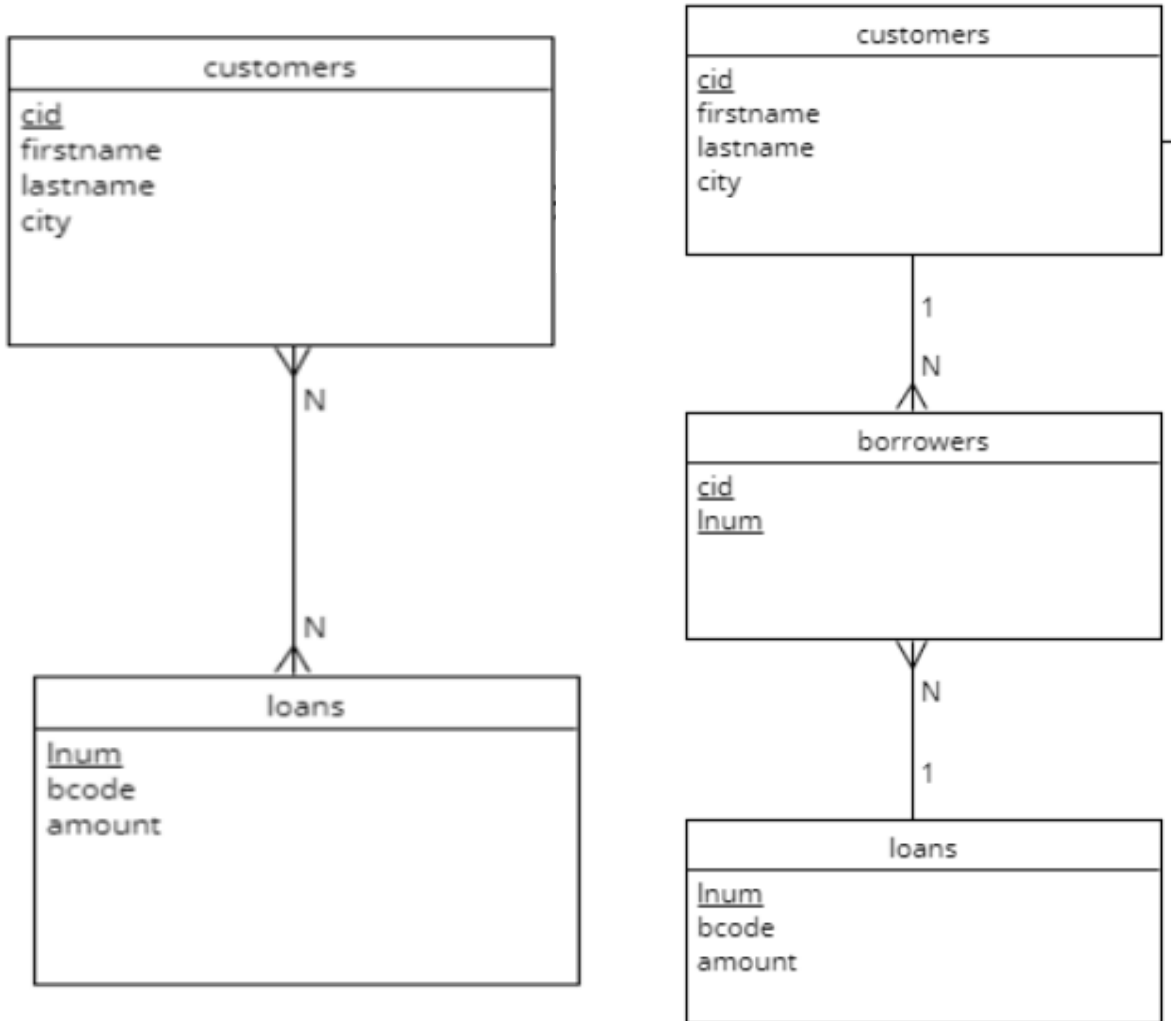 customers
cid
firstname
lastname
city
N
N
loans
lnum
bcode
amount
customers
cid
firstname
lastname
city
1
N
borrowers
cid
lnum
N
1
loans
lnum
bcode
amount